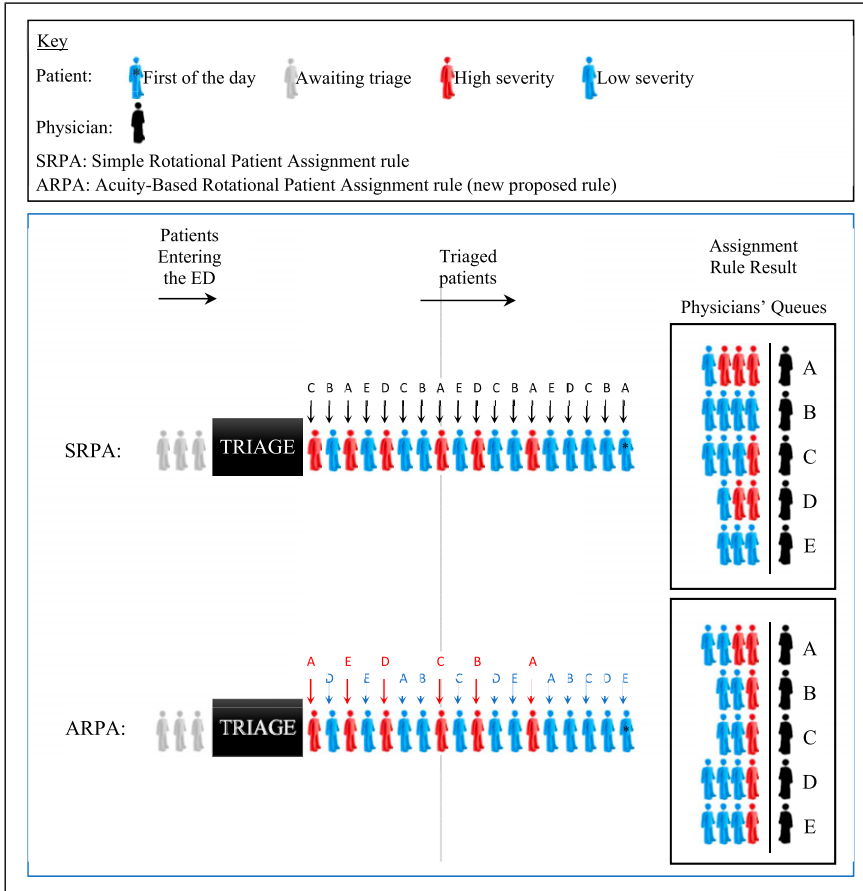 Key
Patient: * First of the day Awaiting triage High severity Low severity
Physician:
SRPA: Simple Rotational Patient Assignment rule
ARPA: Acuity-Based Rotational Patient Assignment rule (new proposed rule)
Patients
Entering
the ED
Triaged
patients
Assignment
Rule Result
Physicians’ Queues
C B A E D C B A E D C B A E D C B A
SRPA:
TRIAGE
*
A
B
C
D
E
A E D C B A
D E A B C D E A B C D E
ARPA:
TRIAGE
*
A
B
C
D
E